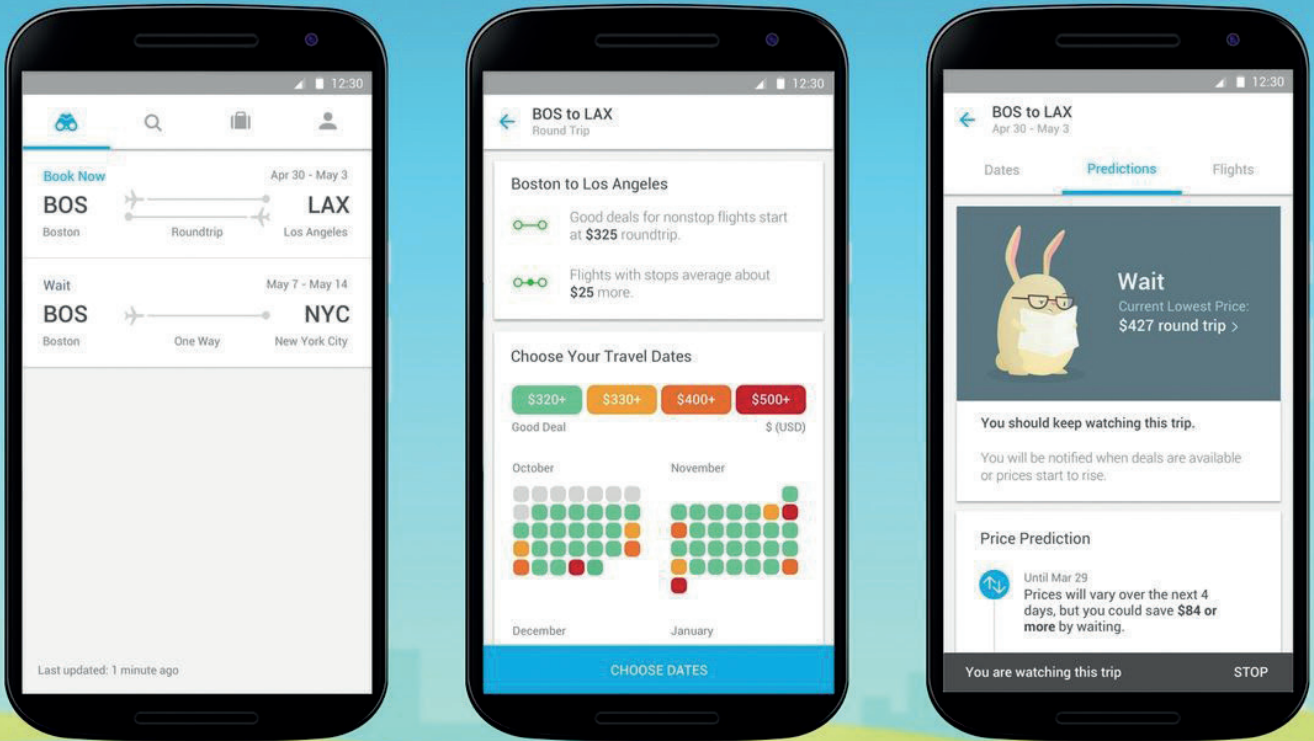 12:30
Book Now
Apr 30 - May 3
BOS
LAX
Boston
Roundtrip
Los Angeles
Wait
May 7 - May 14
BOS
NYC
Boston
One Way
New York City
Last updated: 1 minute ago
12:30
BOS to LAX
Round Trip
Boston to Los Angeles
Good deals for nonstop flights start
at $325 roundtrip.
Flights with stops average about
$25 more.
Choose Your Travel Dates
$320+
$330+
$400+
$500+
Good Deal
$ (USD)
October
November
December
January
CHOOSE DATES
12:30
BOS to LAX
Apr 30 - May 3
Dates
Predictions
Flights
Wait
Current Lowest Price:
$427 round trip >
You should keep watching this trip.
You will be notified when deals are available
or prices start to rise.
Price Prediction
Until Mar 29
Prices will vary over the next 4
days, but you could save $84 or
more by waiting.
You are watching this trip
STOP